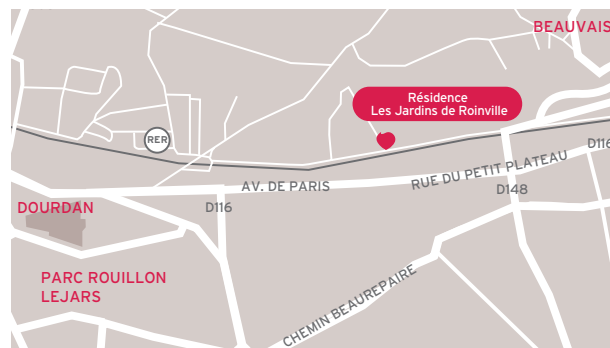 BEAUVAIS
Résidence
Les Jardins de Roinville
RER
D116
RUE DU PETIT PLATEAU
AV. DE PARIS
D148
DOURDAN
D116
PARC ROUILLON
LEJARS
CHEMIN BEAUREPAIRE